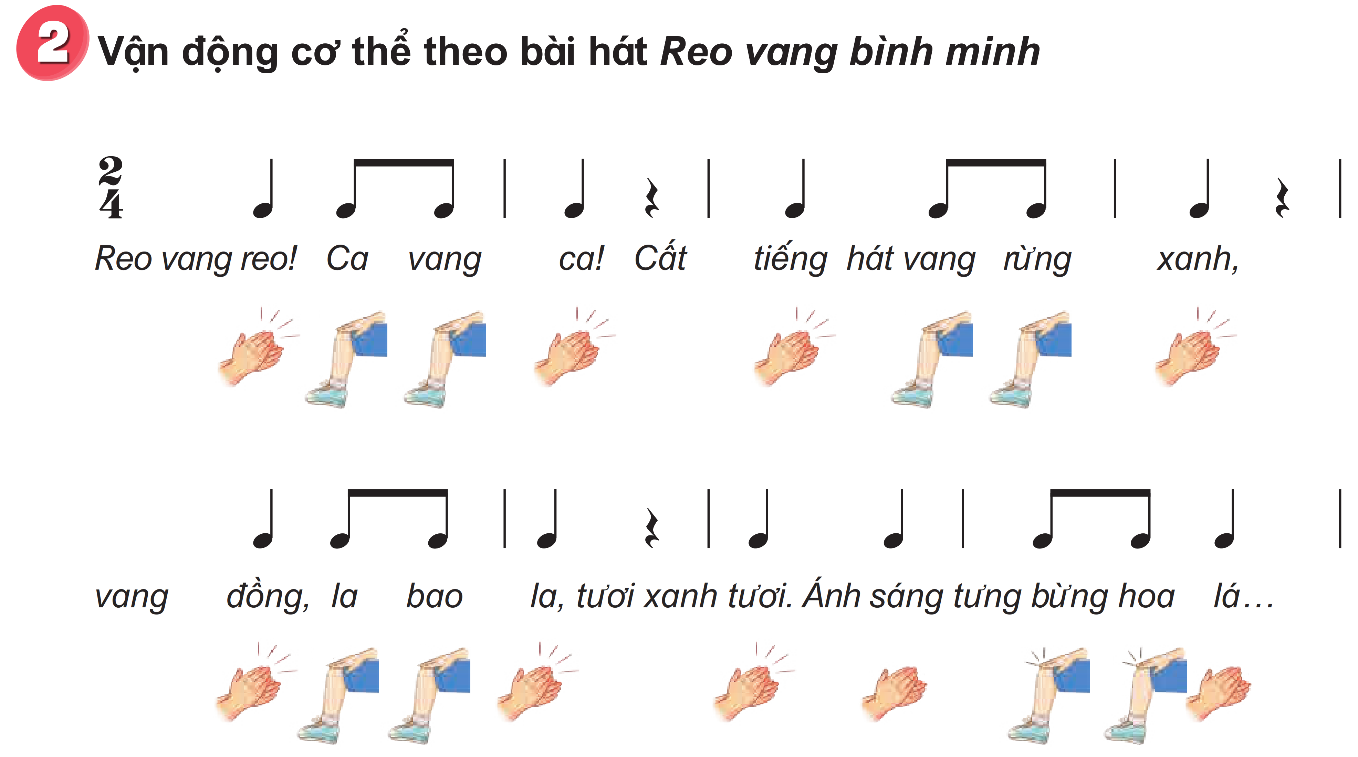 2 Vận động cơ thể theo bài hát Reo vang bình minh
2
4
Reo vang reo! Ca vang ca! Cất tiếng hát vang rừng xanh,
vang đồng, la bao la, tươi xanh tươi. Ánh sáng tưng bừng hoa lá...